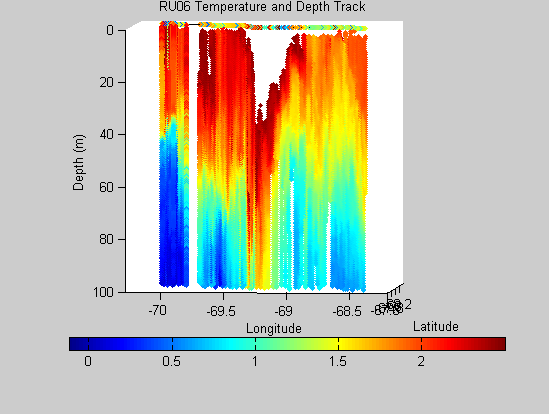 RU06 Temperature and Depth Track
0
20
40
60
80
100
Depth (m)
-70 -69.5 -69 -68.5
Longitude
Latitude
0 0.5 1 1.5 2